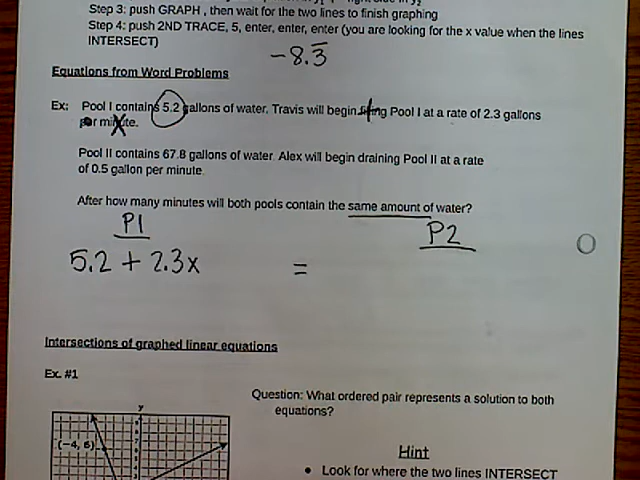 Step 3: push GRAPH , then wait for the two lines to finish graphing
Step 4: push 2ND TRACE, 5, enter, enter, enter (you are looking for the x value when the lines
INTERSECT)
-8.3̅
Equations from Word Problems
Ex: Pool I contains 5.2 gallons of water. Travis will begin filling Pool I at a rate of 2.3 gallons
per minute.
Pool II contains 67.8 gallons of water. Alex will begin draining Pool II at a rate
of 0.5 gallon per minute.
After how many minutes will both pools contain the same amount of water?
P1 P2
5.2 + 2.3x =
Intersections of graphed linear equations
Ex. #1
Question: What ordered pair represents a solution to both
equations?
y
(-4, 6)
Hint
• Look for where the two lines INTERSECT